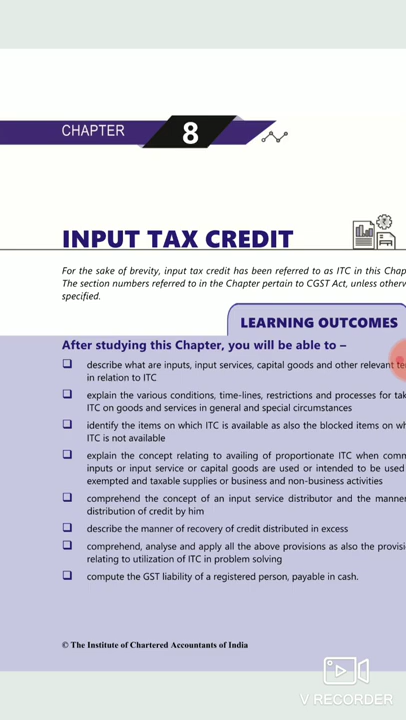 CHAPTER 8
INPUT TAX CREDIT
For the sake of brevity, input tax credit has been referred to as ITC in this Chap
The section numbers referred to in the Chapter pertain to CGST Act, unless otherw
specified.
LEARNING OUTCOMES
After studying this Chapter, you will be able to –
❑ describe what are inputs, input services, capital goods and other relevant te
in relation to ITC
❑ explain the various conditions, time-lines, restrictions and processes for tak
ITC on goods and services in general and special circumstances
❑ identify the items on which ITC is available as also the blocked items on wh
ITC is not available
❑ explain the concept relating to availing of proportionate ITC when comm
inputs or input service or capital goods are used or intended to be used
exempted and taxable supplies or business and non-business activities
❑ comprehend the concept of an input service distributor and the manner
distribution of credit by him
❑ describe the manner of recovery of credit distributed in excess
❑ comprehend, analyse and apply all the above provisions as also the provisi
relating to utilization of ITC in problem solving
❑ compute the GST liability of a registered person, payable in cash.
© The Institute of Chartered Accountants of India
V RECORDER